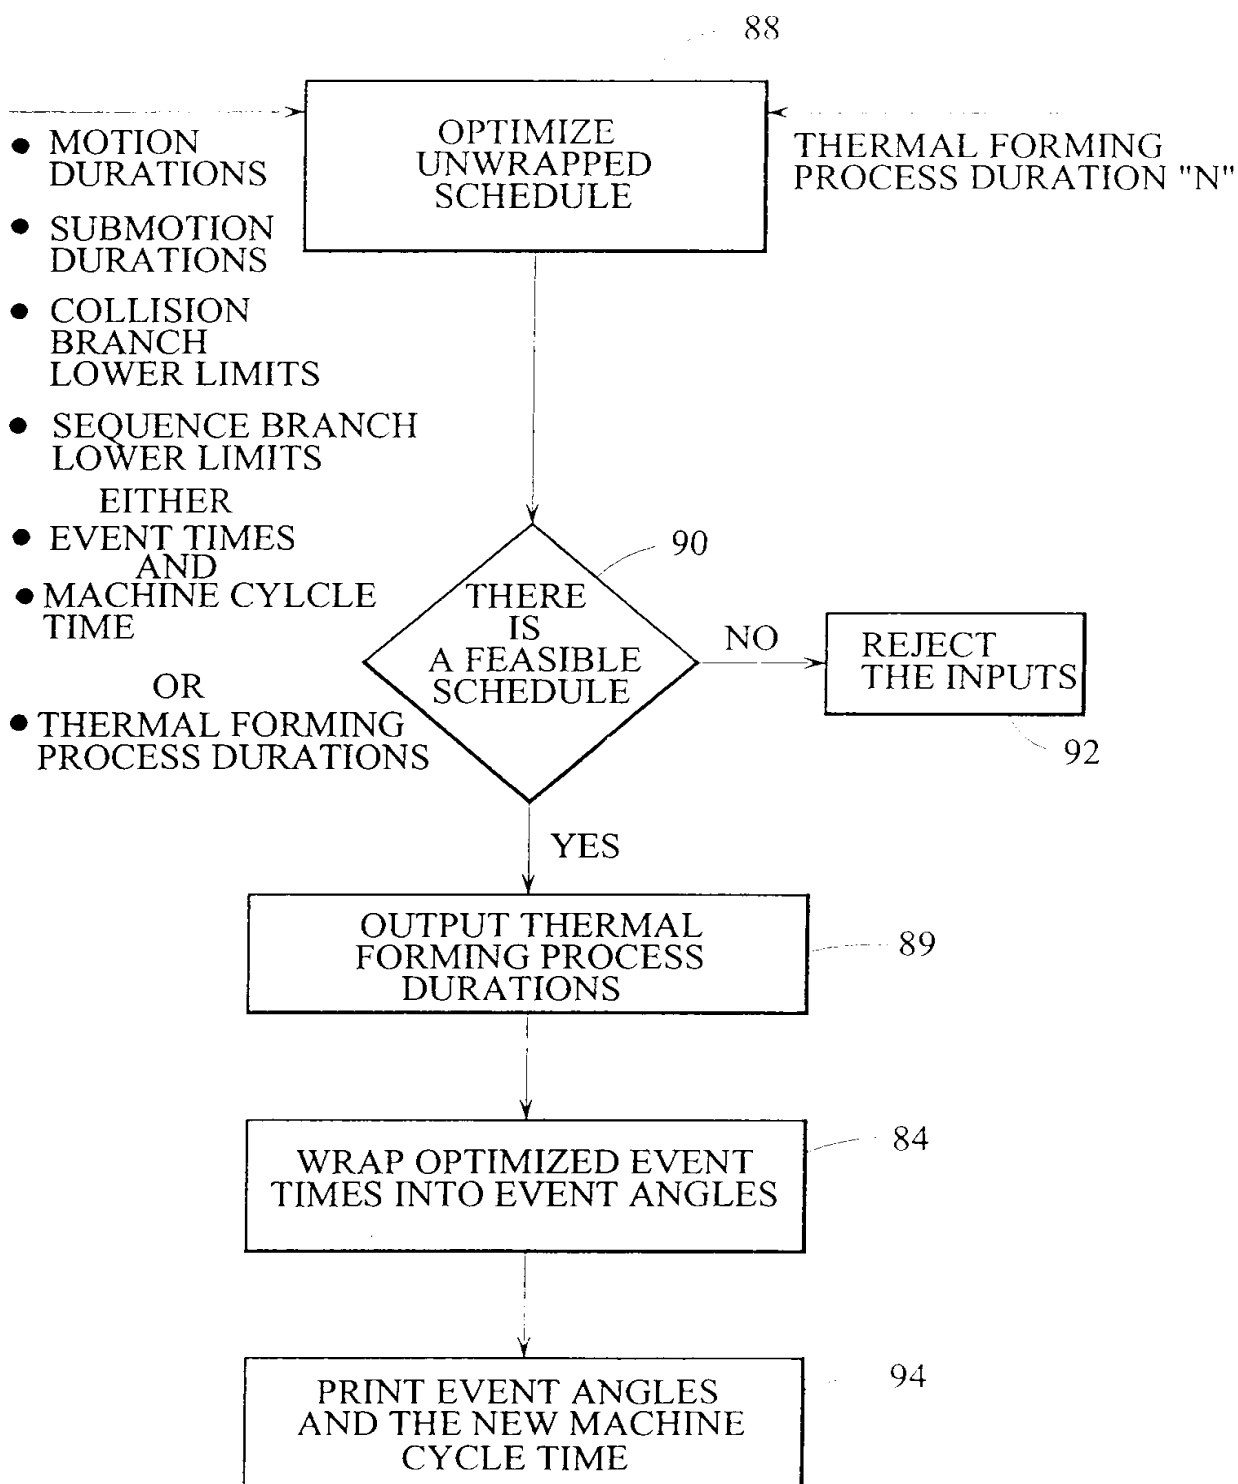 88
OPTIMIZE
UNWRAPPED
SCHEDULE
• MOTION
DURATIONS
• SUBMOTION
DURATIONS
• COLLISION
BRANCH
LOWER LIMITS
• SEQUENCE BRANCH
LOWER LIMITS
EITHER
• EVENT TIMES
AND
• MACHINE CYLCLE
TIME
OR
• THERMAL FORMING
PROCESS DURATIONS
THERMAL FORMING
PROCESS DURATION "N"
90
THERE
IS
A FEASIBLE
SCHEDULE
NO
REJECT
THE INPUTS
92
YES
OUTPUT THERMAL
FORMING PROCESS
DURATIONS
89
WRAP OPTIMIZED EVENT
TIMES INTO EVENT ANGLES
84
PRINT EVENT ANGLES
AND THE NEW MACHINE
CYCLE TIME
94